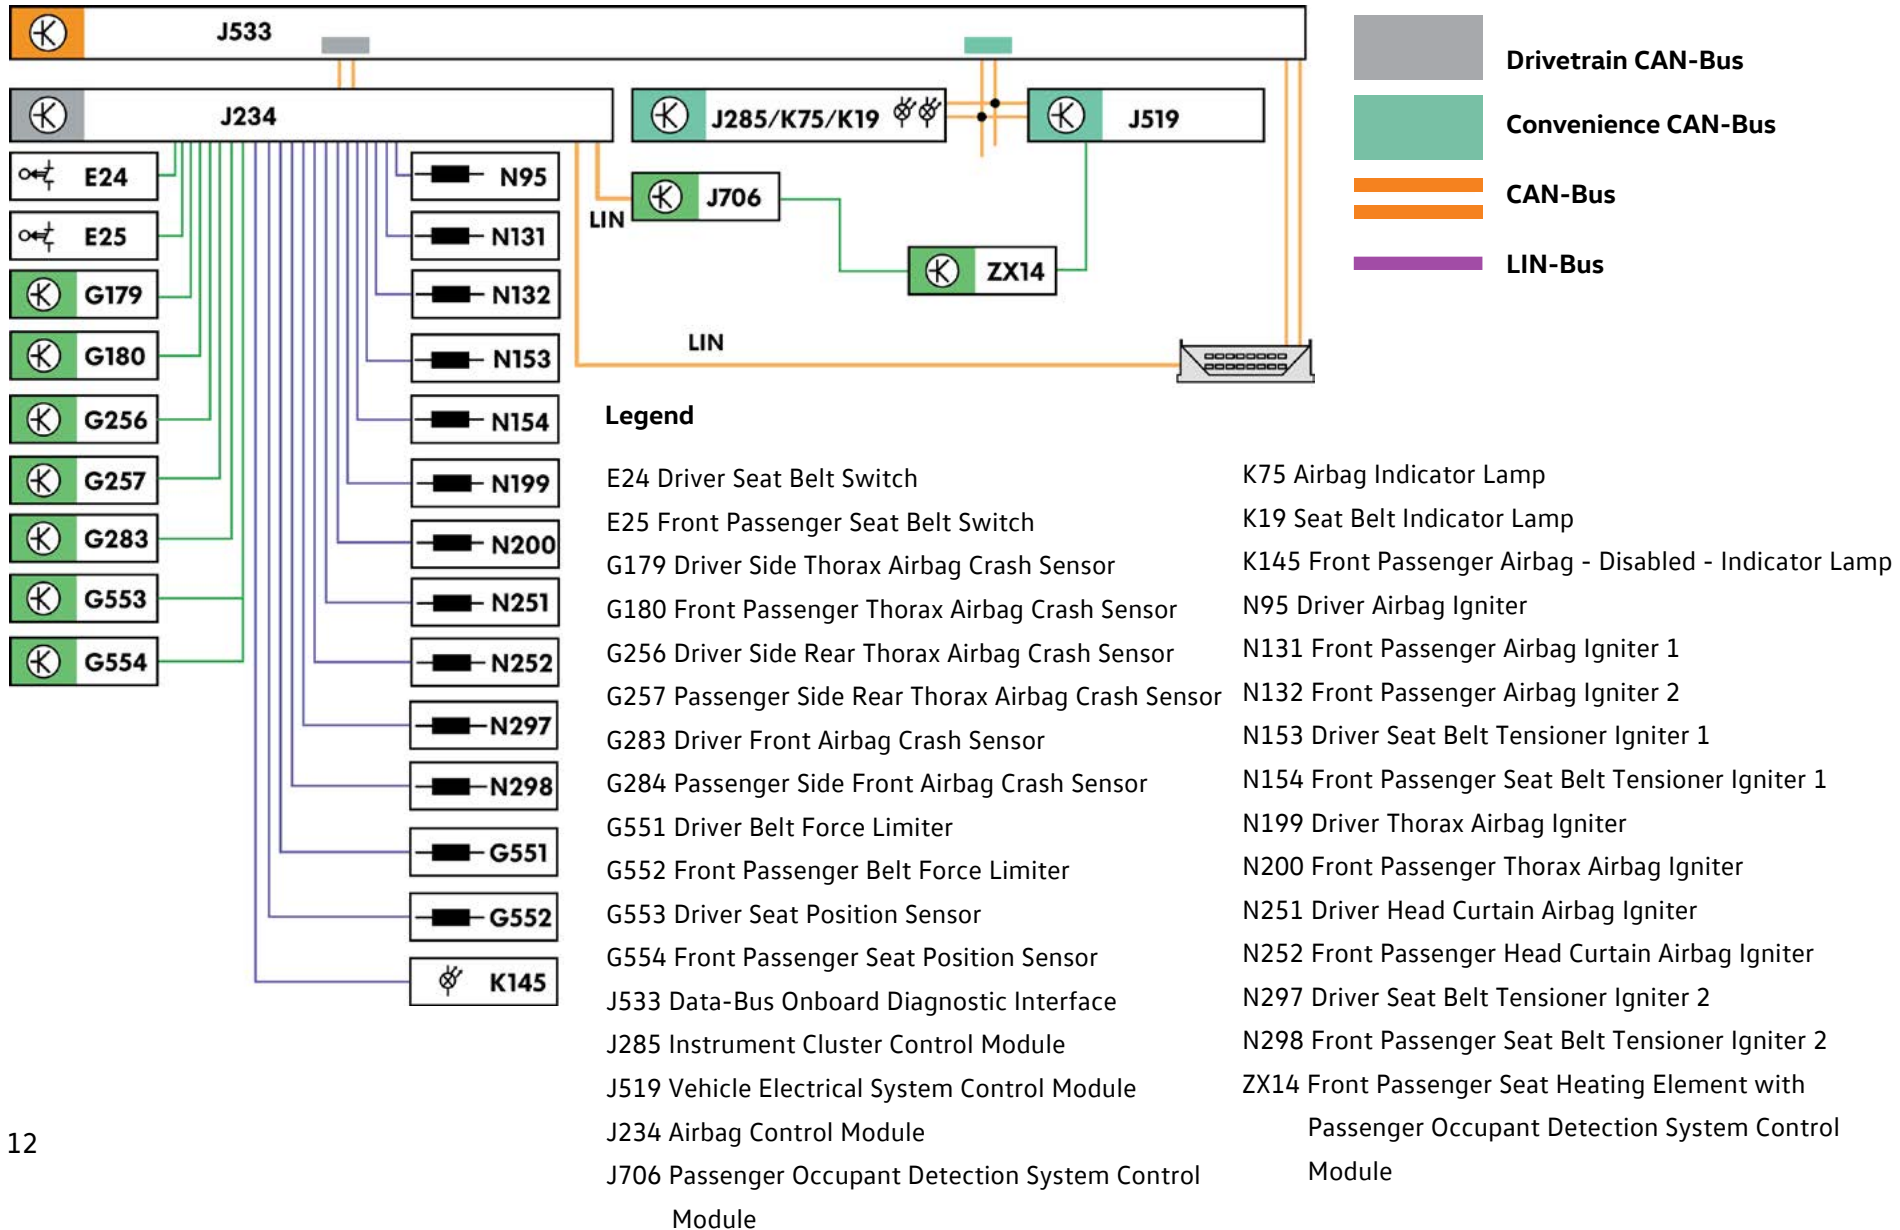 J533
Drivetrain CAN-Bus
Convenience CAN-Bus
CAN-Bus
LIN-Bus
J234
J285/K75/K19
J519
E24
E25
G179
G180
G256
G257
G283
G553
G554
N95
N131
N132
N153
N154
N199
N200
N251
N252
N297
N298
G551
G552
K145
LIN
J706
ZX14
LIN
Legend
E24 Driver Seat Belt Switch
E25 Front Passenger Seat Belt Switch
G179 Driver Side Thorax Airbag Crash Sensor
G180 Front Passenger Thorax Airbag Crash Sensor
G256 Driver Side Rear Thorax Airbag Crash Sensor
G257 Passenger Side Rear Thorax Airbag Crash Sensor
G283 Driver Front Airbag Crash Sensor
G284 Passenger Side Front Airbag Crash Sensor
G551 Driver Belt Force Limiter
G552 Front Passenger Belt Force Limiter
G553 Driver Seat Position Sensor
G554 Front Passenger Seat Position Sensor
J533 Data-Bus Onboard Diagnostic Interface
J285 Instrument Cluster Control Module
J519 Vehicle Electrical System Control Module
J234 Airbag Control Module
J706 Passenger Occupant Detection System Control
Module
K75 Airbag Indicator Lamp
K19 Seat Belt Indicator Lamp
K145 Front Passenger Airbag - Disabled - Indicator Lamp
N95 Driver Airbag Igniter
N131 Front Passenger Airbag Igniter 1
N132 Front Passenger Airbag Igniter 2
N153 Driver Seat Belt Tensioner Igniter 1
N154 Front Passenger Seat Belt Tensioner Igniter 1
N199 Driver Thorax Airbag Igniter
N200 Front Passenger Thorax Airbag Igniter
N251 Driver Head Curtain Airbag Igniter
N252 Front Passenger Head Curtain Airbag Igniter
N297 Driver Seat Belt Tensioner Igniter 2
N298 Front Passenger Seat Belt Tensioner Igniter 2
ZX14 Front Passenger Seat Heating Element with
Passenger Occupant Detection System Control
Module
12